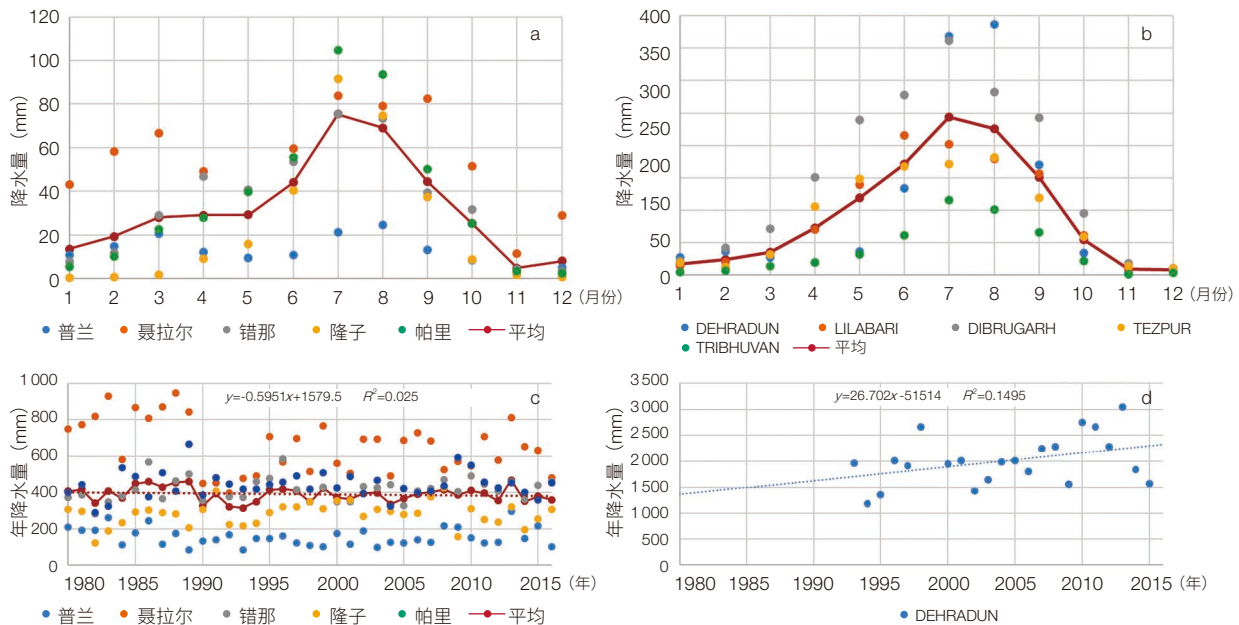 a
降水量（mm）
120
100
80
60
40
20
0
1 2 3 4 5 6 7 8 9 10 11 12 (月份)
普兰 聂拉尔 错那 隆子 帕里 平均
b
降水量（mm）
400
350
300
250
200
150
50
0
1 2 3 4 5 6 7 8 9 10 11 12 (月份)
DEHRADUN LILABARI DIBRUGARH TEZPUR
TRIBHUVAN 平均
c
y=-0.5951x+1579.5 R²=0.025
年降水量（mm）
1 000
800
600
400
200
0
1980 1985 1990 1995 2000 2005 2010 2015 (年)
普兰 聂拉尔 错那 隆子 帕里 平均
d
y=26.702x-51514 R²=0.1495
年降水量（mm）
3 500
3 000
2 500
2 000
1 500
1 000
500
0
1980 1985 1990 1995 2000 2005 2010 2015 (年)
DEHRADUN